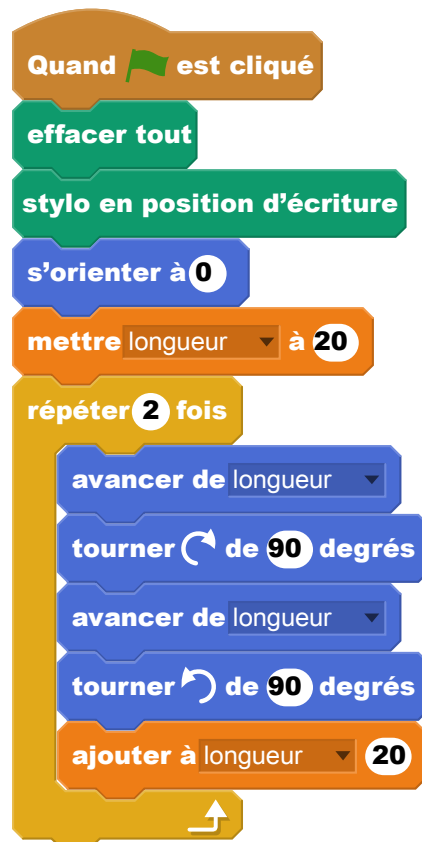 Quand est cliqué
effacer tout
stylo en position d’écriture
s’orienter à 0
mettre longueur à 20
répéter 2 fois
avancer de longueur
tourner de 90 degrés
avancer de longueur
tourner de 90 degrés
ajouter à longueur 20